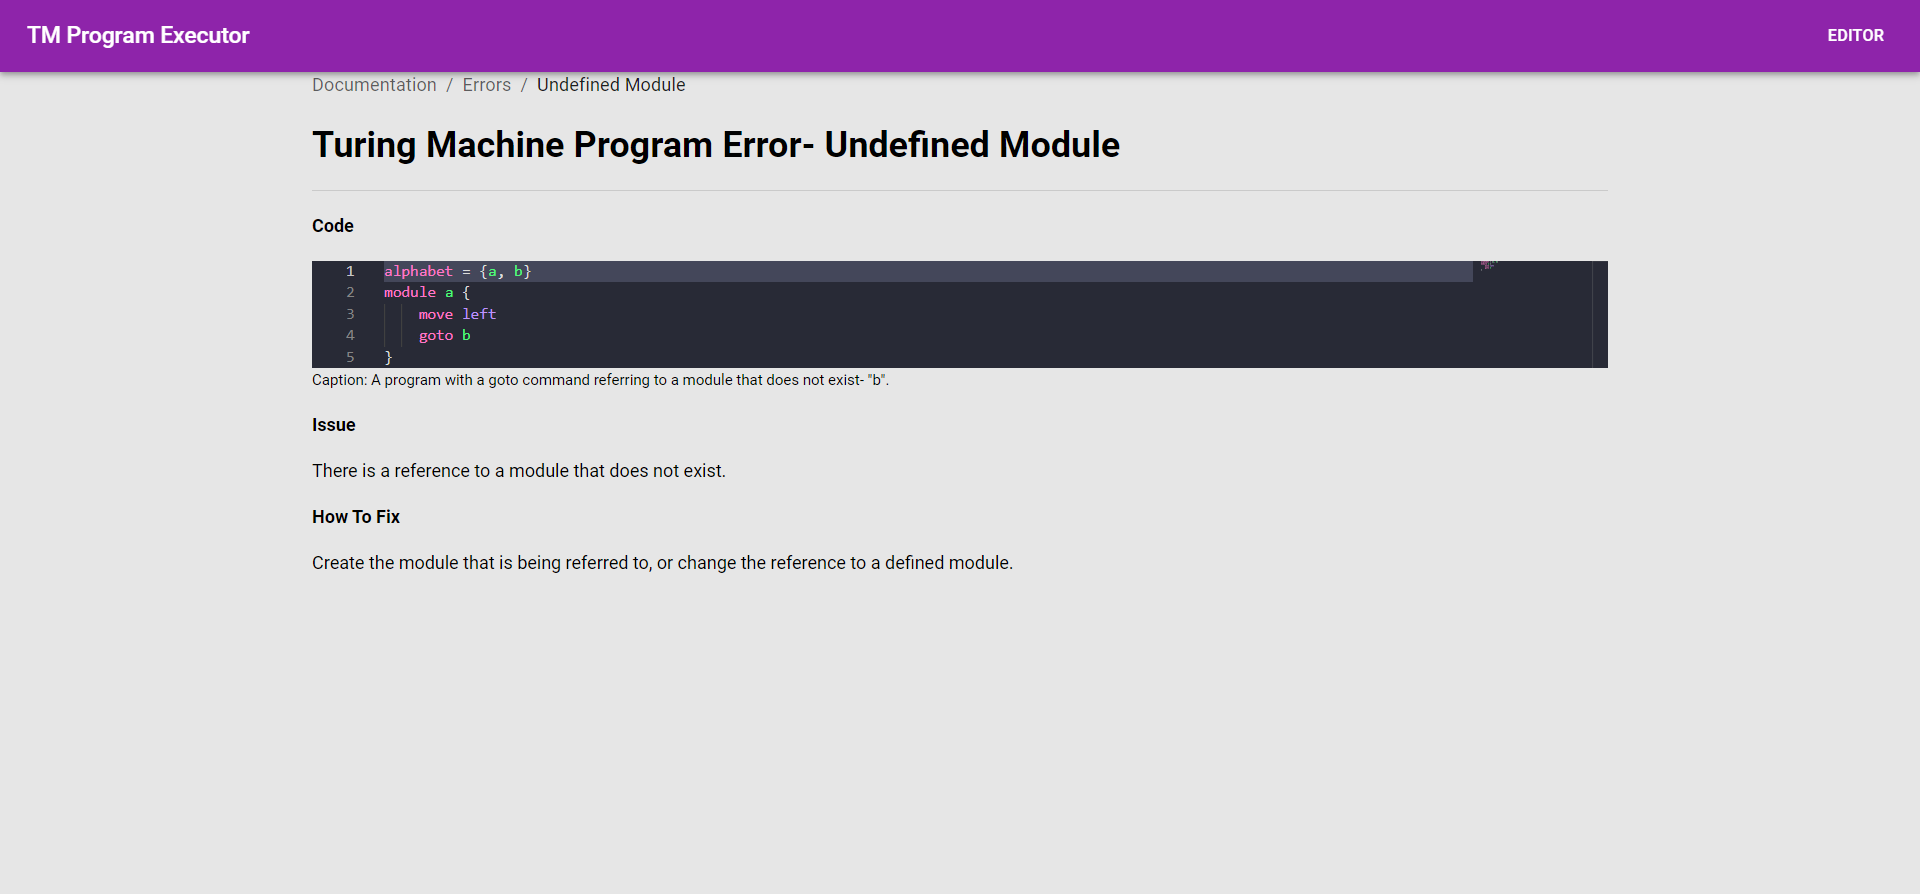 TM Program Executor
EDITOR
Documentation / Errors / Undefined Module
Turing Machine Program Error- Undefined Module
Code
1 alphabet = {a, b}
2 module a {
3 move left
4 goto b
5 }
Caption: A program with a goto command referring to a module that does not exist- "b".
Issue
There is a reference to a module that does not exist.
How To Fix
Create the module that is being referred to, or change the reference to a defined module.